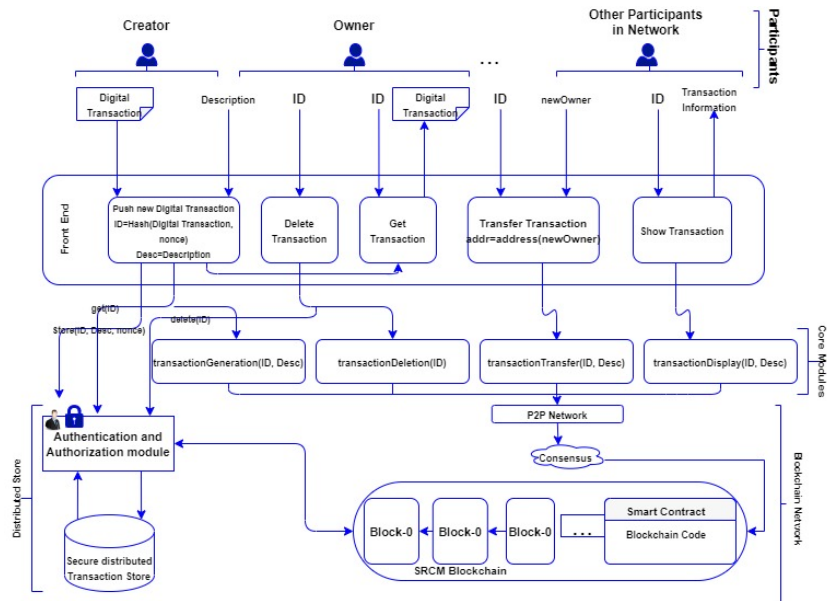 Creator
Owner
Other Participants
in Network
Participants
...
Digital
Transaction
Description
ID
ID
Digital
Transaction
ID
newOwner
ID
Transaction
Information
Front End
Push new Digital Transaction
ID=Hash(Digital Transaction,
nonce)
Desc=Description
Delete
Transaction
Get
Transaction
Transfer Transaction
addr=address(newOwner)
Show Transaction
get(ID)
Store(ID, Desc, nonce)
delete(ID)
transactionGeneration(ID, Desc)
transactionDeletion(ID)
transactionTransfer(ID, Desc)
transactionDisplay(ID, Desc)
Core Modules
P2P Network
Consensus
Distributed Store
Authentication and
Authorization module
Secure distributed
Transaction Store
Block-0
Block-0
Block-0
...
Smart Contract
Blockchain Code
SRCM Blockchain
Blockchain Network